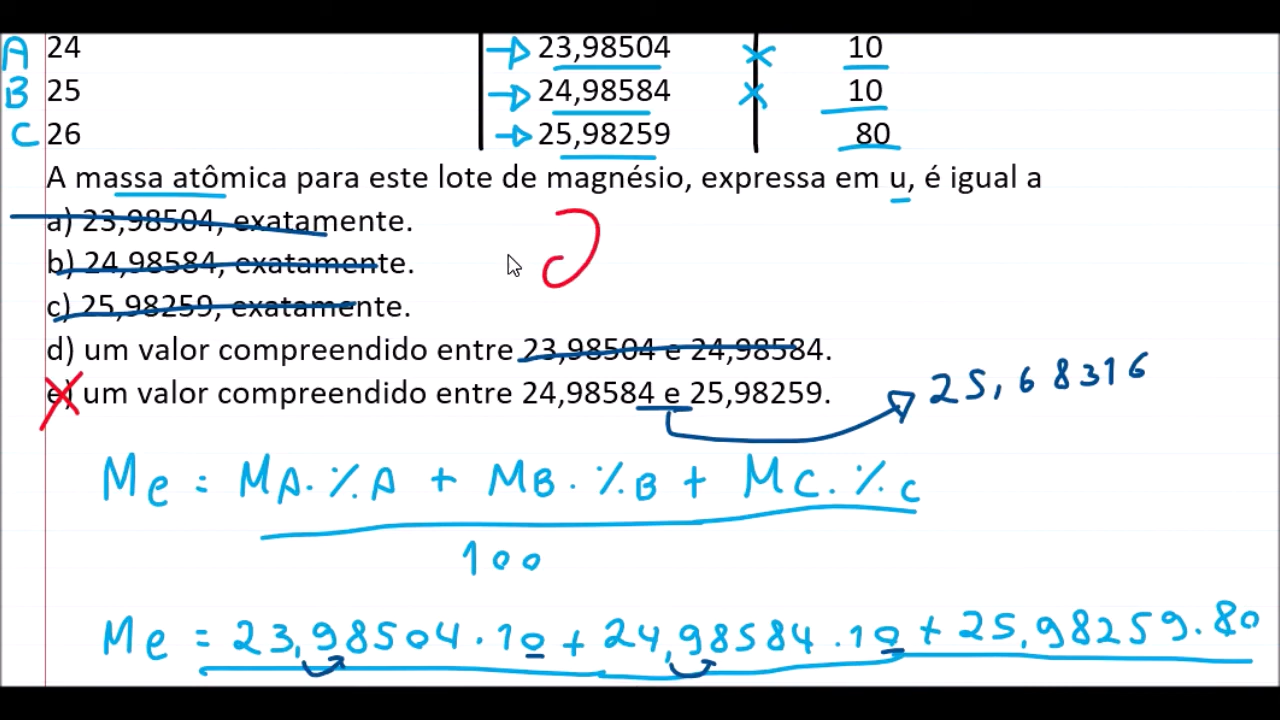 A 24 → 23,98504 × 10
B 25 → 24,98584 × 10
C 26 → 25,98259 80
A massa atômica para este lote de magnésio, expressa em u, é igual a
a) 23,98504, exatamente.
b) 24,98584, exatamente.
c) 25,98259, exatamente.
d) um valor compreendido entre 23,98504 e 24,98584.
e) um valor compreendido entre 24,98584 e 25,98259. → 25,68316
Me = MA.%A + MB.%B + MC.%C
100
Me = 23,98504.10 + 24,98584.10 + 25,98259.80